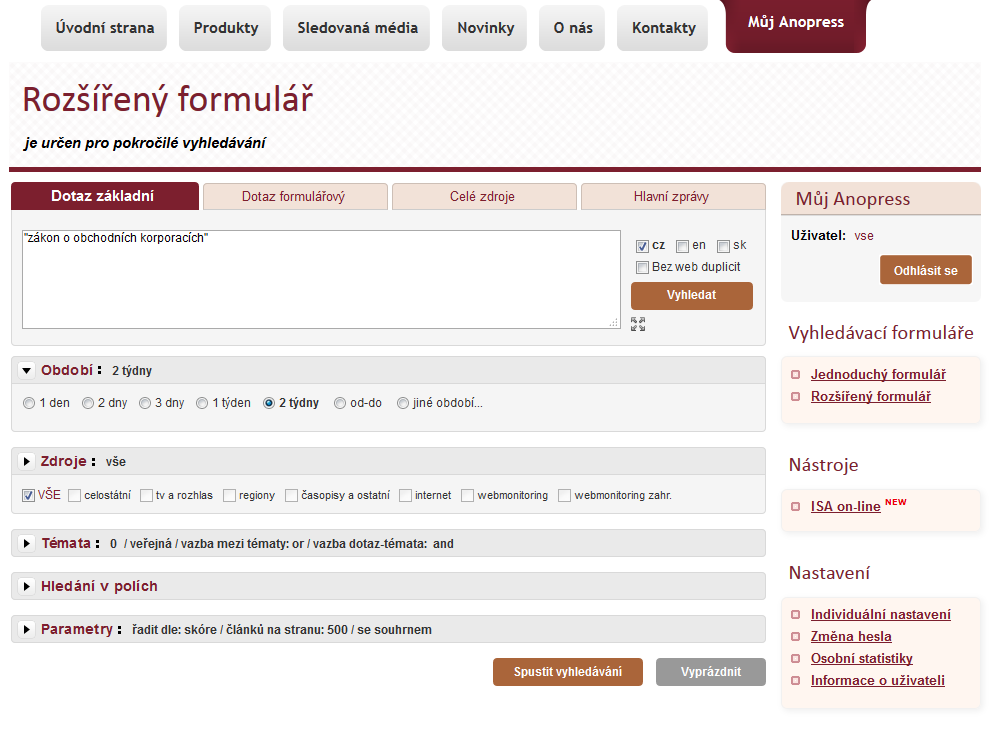 Úvodní strana Produkty Sledovaná média Novinky O nás Kontakty Můj Anopress
Rozšířený formulář
je určen pro pokročilé vyhledávání
Dotaz základní Dotaz formulářový Celé zdroje Hlavní zprávy
"zákon o obchodních korporacích"
cz en sk
Bez web duplicit
Vyhledat
Období : 2 týdny
1 den 2 dny 3 dny 1 týden 2 týdny od-do jiné období...
Zdroje : vše
VŠE celostátní tv a rozhlas regiony časopisy a ostatní internet webmonitoring webmonitoring zahr.
Témata : 0 / veřejná / vazba mezi tématy: or / vazba dotaz-témata: and
Hledání v polích
Parametry : řadit dle: skóre / článků na stranu: 500 / se souhrnem
Spustit vyhledávání Vyprázdnit
Můj Anopress
Uživatel: vse
Odhlásit se
Vyhledávací formuláře
Jednoduchý formulář
Rozšířený formulář
Nástroje
ISA on-line NEW
Nastavení
Individuální nastavení
Změna hesla
Osobní statistiky
Informace o uživateli